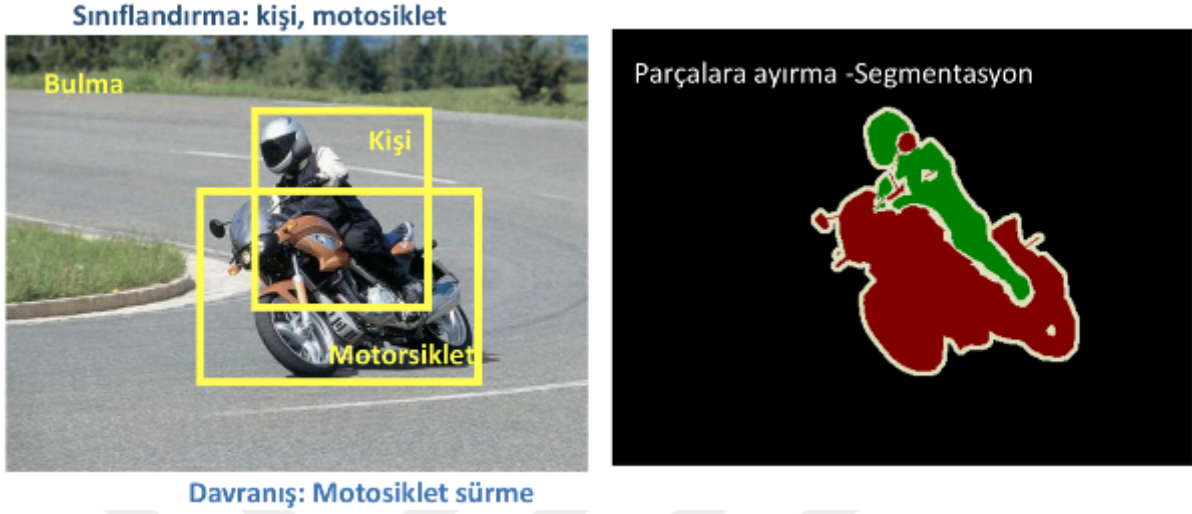 Sınıflandırma: kişi, motosiklet
Bulma
Kişi
Motorsiklet
Parçalara ayırma -Segmentasyon
Davranış: Motosiklet sürme